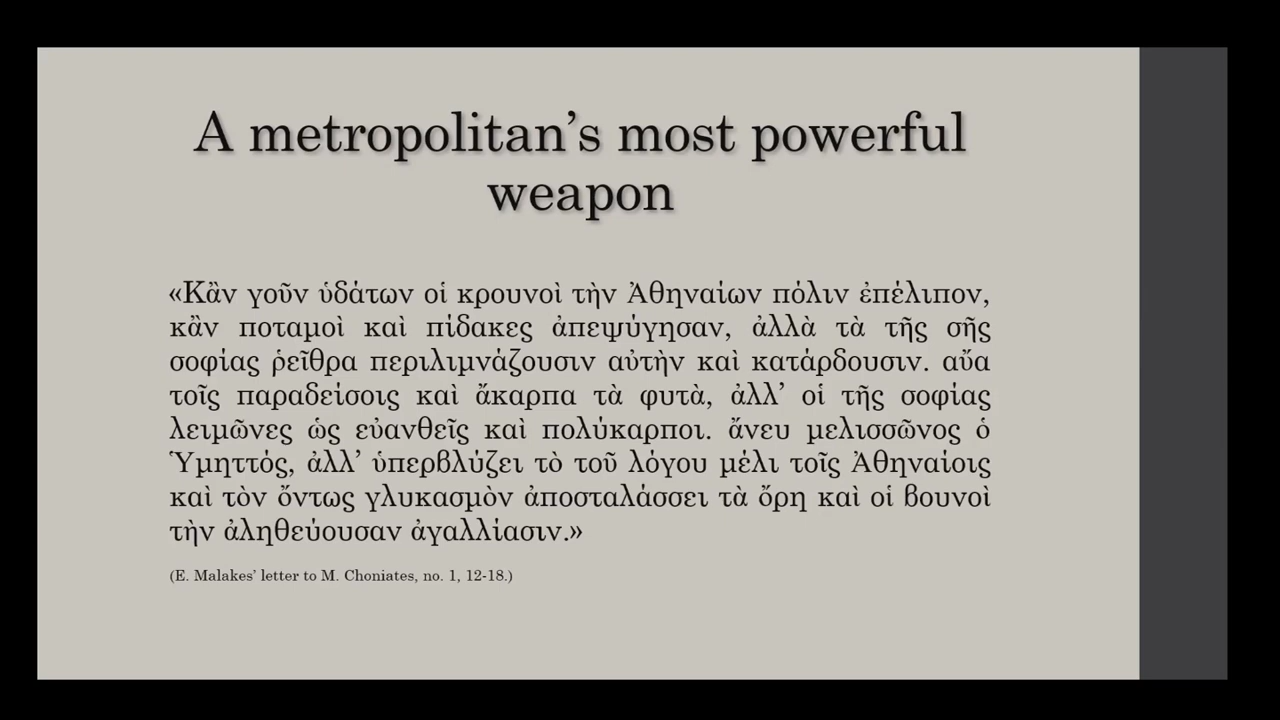 A metropolitan’s most powerful
weapon
«Κἂν γοῦν ὑδάτων οἱ κρουνοὶ τὴν Ἀθηναίων πόλιν ἐπέλιπον,
κἂν ποταμοὶ καὶ πίδακες ἀπεψύγησαν, ἀλλὰ τὰ τῆς σῆς
σοφίας ῥεῖθρα περιλιμνάζουσιν αὐτὴν καὶ κατάρδουσιν. αὖα
τοῖς παραδείσοις καὶ ἄκαρπα τὰ φυτὰ, ἀλλ’ οἱ τῆς σοφίας
λειμῶνες ὡς εὐανθεῖς καὶ πολύκαρποι. ἄνευ μελισσῶνος ὁ
Ὑμηττός, ἀλλ’ ὑπερβλύζει τὸ τοῦ λόγου μέλι τοῖς Ἀθηναίοις
καὶ τὸν ὄντως γλυκασμὸν ἀποσταλάσσει τὰ ὄρη καὶ οἱ βουνοὶ
τὴν ἀληθεύουσαν ἀγαλλίασιν.»
(E. Malakes’ letter to M. Choniates, no. 1, 12-18.)